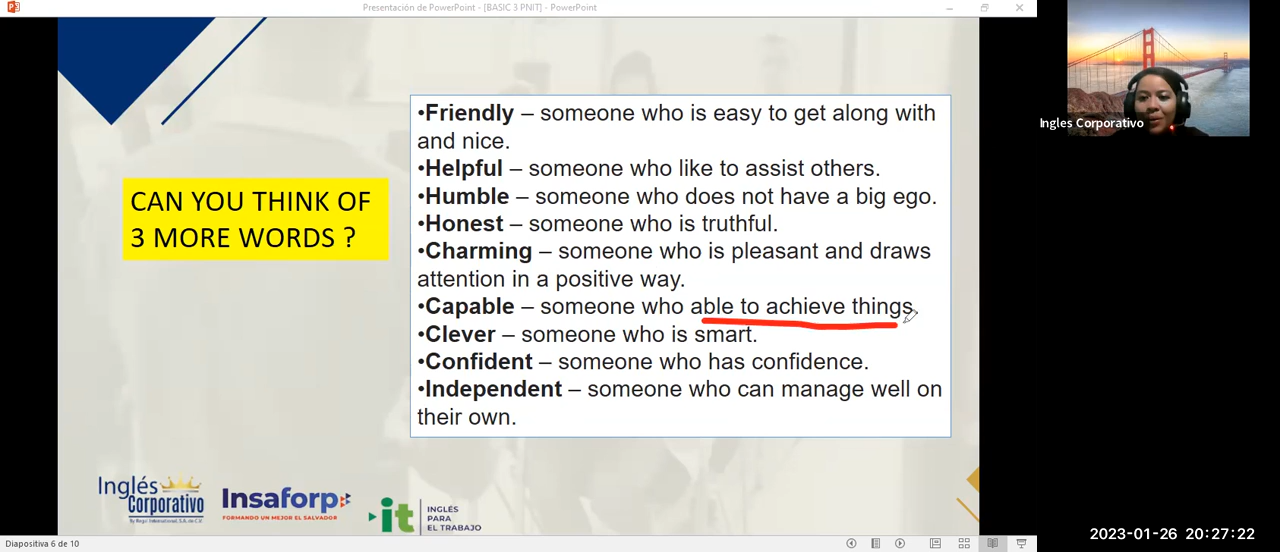 Presentación de PowerPoint - [BASIC 3 PNIT] - PowerPoint
CAN YOU THINK OF
3 MORE WORDS ?
•Friendly – someone who is easy to get along with
and nice.
•Helpful – someone who like to assist others.
•Humble – someone who does not have a big ego.
•Honest – someone who is truthful.
•Charming – someone who is pleasant and draws
attention in a positive way.
•Capable – someone who able to achieve things.
•Clever – someone who is smart.
•Confident – someone who has confidence.
•Independent – someone who can manage well on
their own.
Ingles Corporativo
Inglés
Corporativo
By Regal International, S.A. de C.V.
Insaforp
FORMANDO UN MEJOR EL SALVADOR
it
INGLÉS
PARA
EL TRABAJO
Diapositiva 6 de 10
2023-01-26 20:27:22